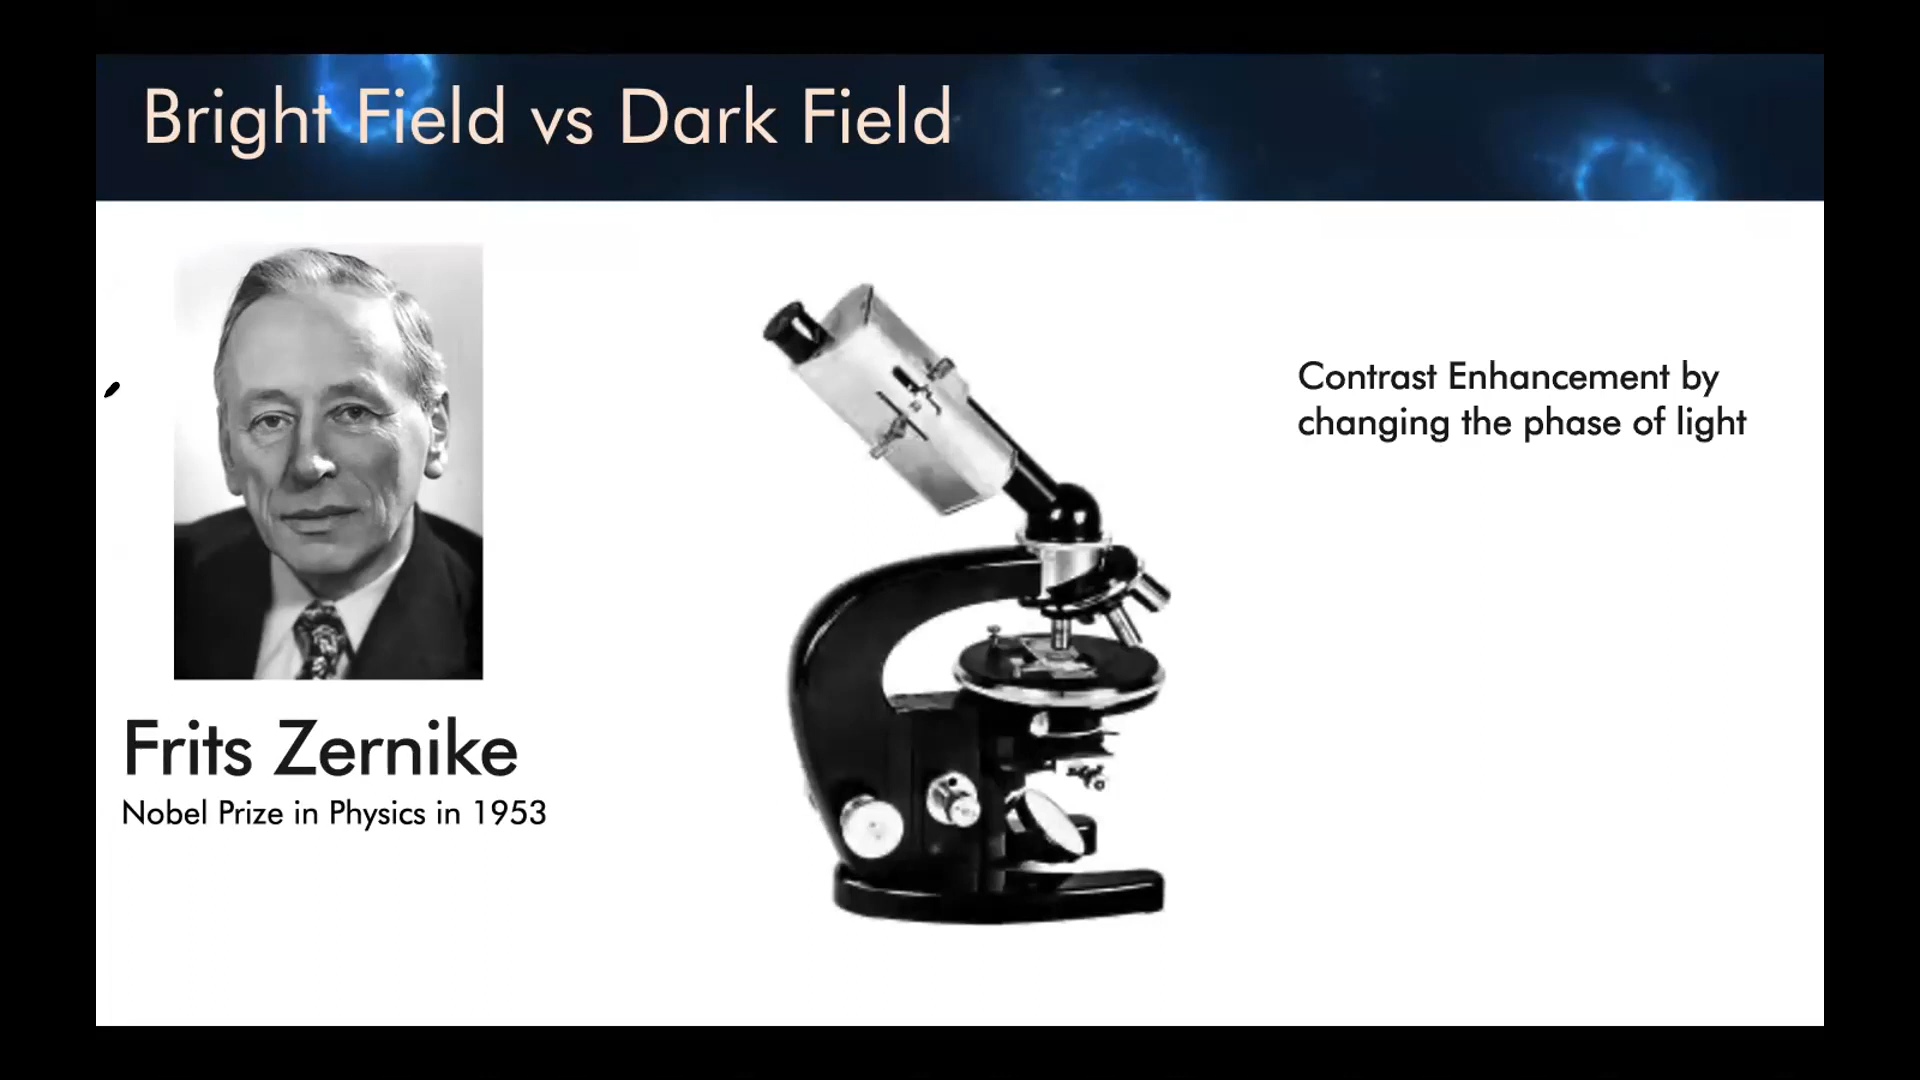 Bright Field vs Dark Field
Contrast Enhancement by
changing the phase of light
Frits Zernike
Nobel Prize in Physics in 1953